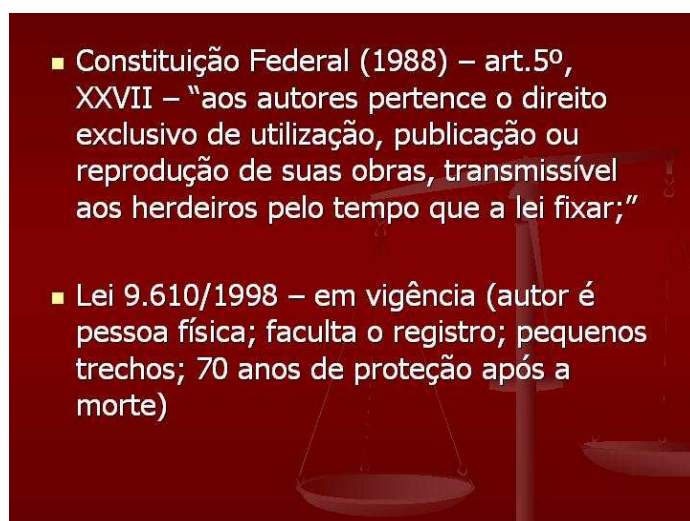 Constituição Federal (1988) – art.5º,
XXVII – “aos autores pertence o direito
exclusivo de utilização, publicação ou
reprodução de suas obras, transmissível
aos herdeiros pelo tempo que a lei fixar;”
Lei 9.610/1998 – em vigência (autor é
pessoa física; faculta o registro; pequenos
trechos; 70 anos de proteção após a
morte)